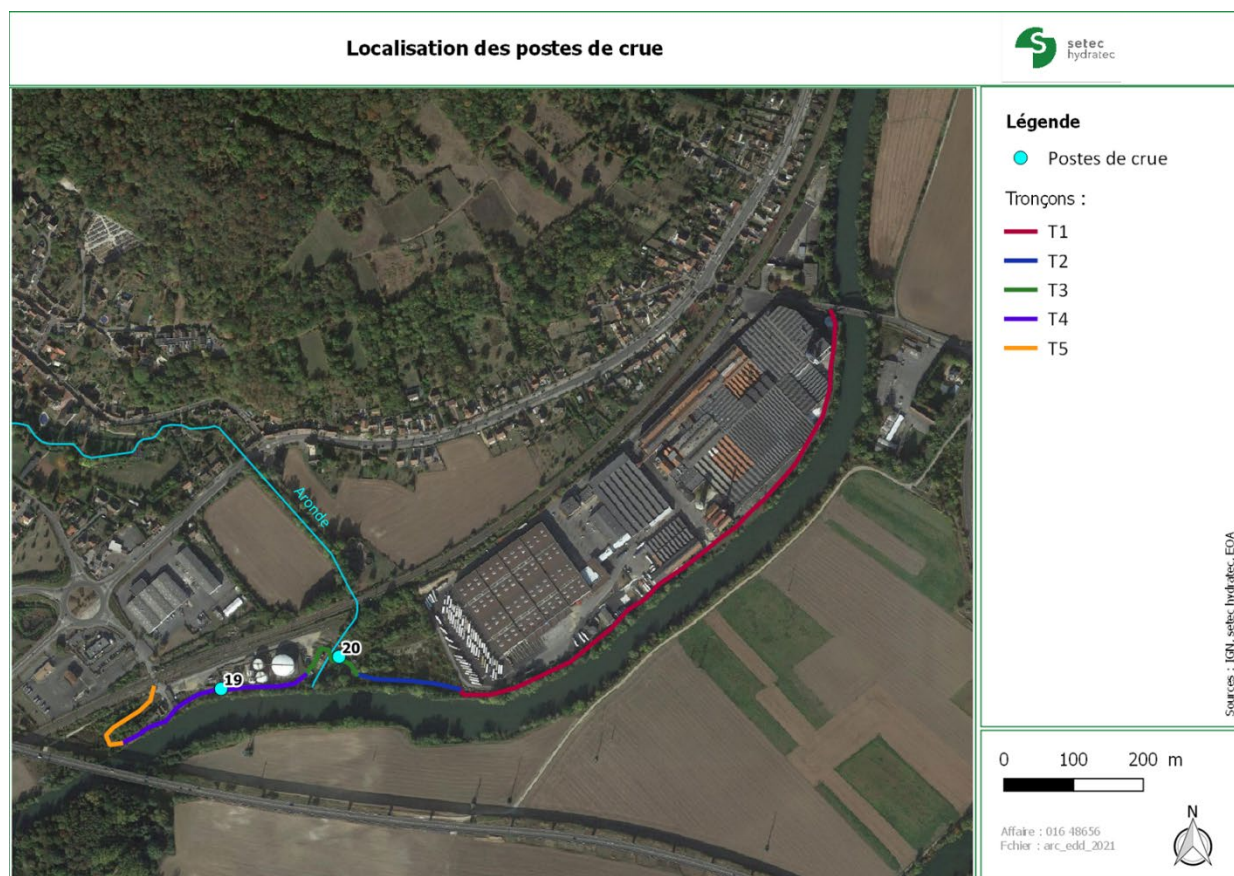 Localisation des postes de crue
setec
hydratec
Légende
Postes de crue
Tronçons :
T1
T2
T3
T4
T5
Aronde
20
19
Sources : IGN, setec hydratec, EOA
0 100 200 m
N
Affaire : 016 48656
Fchier : arc_edd_2021